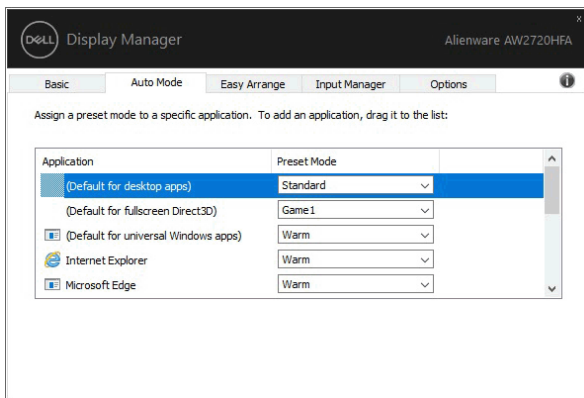 DELL Display Manager Alienware AW2720HFA
x
Basic Auto Mode Easy Arrange Input Manager Options
Assign a preset mode to a specific application. To add an application, drag it to the list:
Application Preset Mode
(Default for desktop apps) Standard
(Default for fullscreen Direct3D) Game1
(Default for universal Windows apps) Warm
Internet Explorer Warm
Microsoft Edge Warm